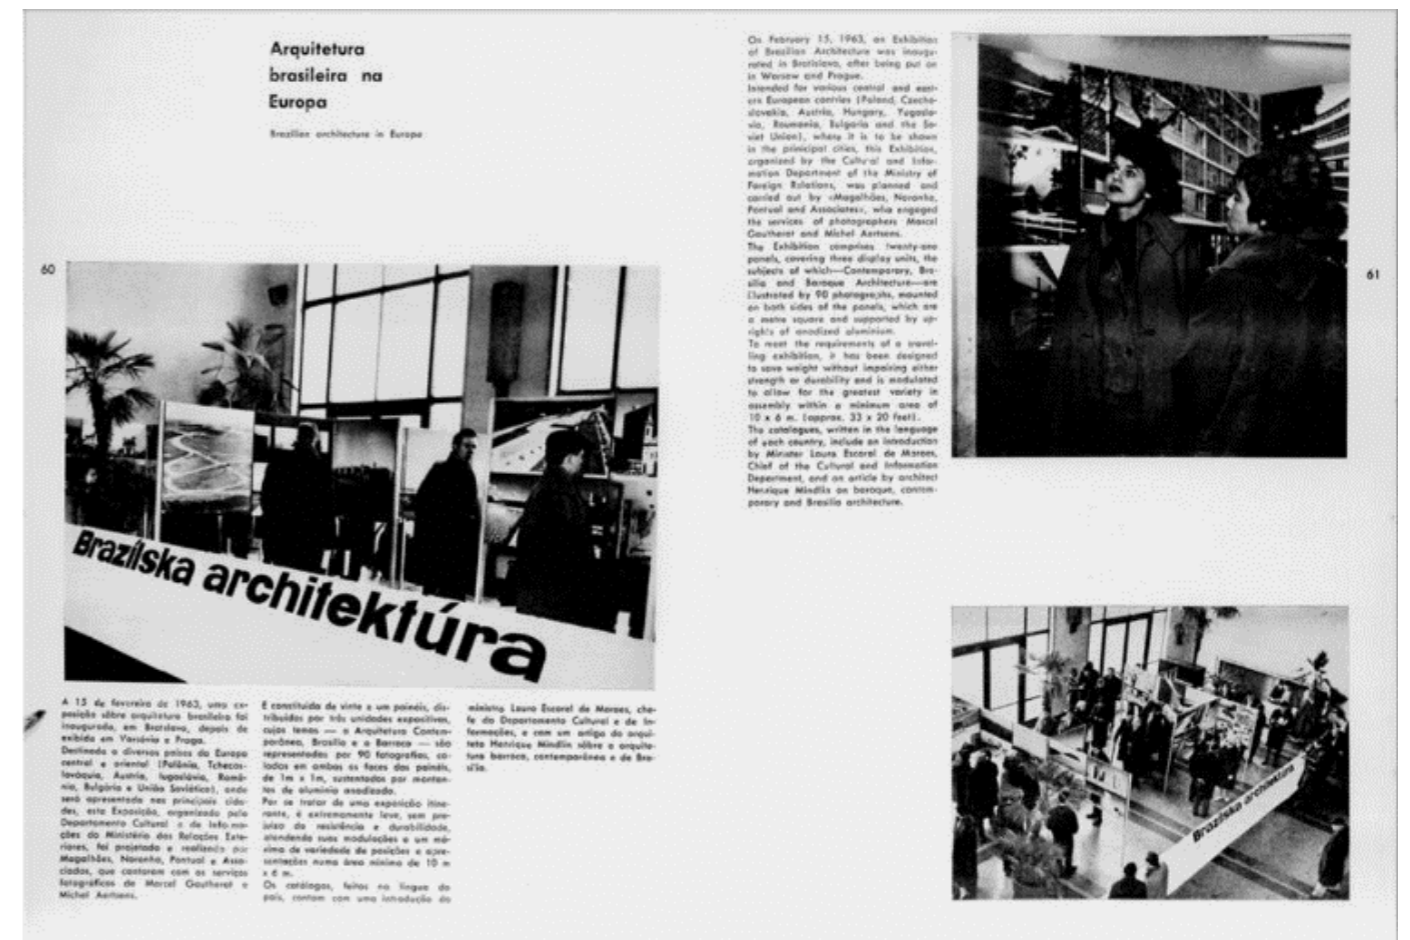 Arquitetura
brasileira na
Europa
Brazilian architecture in Europe
60
Brazílska architektúra
A 15 de fevereiro de 1963, uma ex-
posição sôbre arquitetura brasileira foi
inaugurada, em Bratislava, depois de
exibida em Varsóvia e Praga.
Destinada a diversos países da Europa
central e oriental (Polônia, Tchecos-
lováquia, Austria, Iugoslávia, Romê-
nia, Bulgária e União Soviética), onde
será apresentada nas principais cida-
des, esta Exposição, organizada pelo
Departamento Cultural e de Informa-
ções do Ministério das Relações Exte-
riores, foi projetada e realizada por
Magalhães, Noronha, Pontual e Asso-
ciados, que contaram com os serviços
fotográficos de Marcel Gautherot e
Michel Aertsens.
É constituída de vinte e um painéis, dis-
tribuídos por três unidades expositivas,
cujos temas — a Arquitetura Contem-
porânea, Brasília e o Barroco — são
representados por 90 fotografias, co-
ladas em ambas as faces dos painéis,
de 1m x 1m, sustentados por montan-
tes de alumínio anodizado.
Por se tratar de uma exposição itine-
rante, é extremamente leve, sem pre-
juízo da resistência e durabilidade,
atendendo suas modulações a um má-
ximo de variedade de posições e apre-
sentações numa área mínima de 10 m
x 6 m.
Os catálogos, feitos na língua do
país, contam com uma introdução do
ministro Lauro Escorel de Moraes, che-
fe do Departamento Cultural e de In-
formações, e com um artigo do arqui-
teto Henrique Mindlin sôbre a arquite-
tura barroca, contemporânea e de Bra-
sília.
On February 15, 1963, an Exhibition
of Brazilian Architecture was inaugu-
rated in Bratislava, after being put on
in Warsaw and Prague.
Intended for various central and east-
ern European contries (Poland, Czecho-
slovakia, Austria, Hungary, Yugosla-
via, Roumania, Bulgaria and the So-
viet Union), where it is to be shown
in the prinicipal cities, this Exhibition,
organized by the Cultural and Infor-
mation Department of the Ministry of
Foreign Relations, was planned and
carried out by «Magalhães, Noronha,
Pontual and Associates», who engaged
the services of photographers Marcel
Gautherot and Michel Aertsens.
The Exhibition comprises twenty-one
panels, covering three display units, the
subjects of which—Contemporary, Bra-
silia and Baroque Architecture—are
illustrated by 90 photographs, mounted
on both sides of the panels, which are
a metre square and supported by up-
rights of anodized aluminium.
To meet the requirements of a travel-
ling exhibition, it has been designed
to save weight without impairing either
strength or durability and is modulated
to allow for the greatest variety in
assembly within a minimum area of
10 x 6 m. (approx. 33 x 20 feet).
The catalogues, written in the language
of each country, include an introduction
by Minister Lauro Escorel de Moraes,
Chief of the Cultural and Information
Department, and an article by architect
Henrique Mindlin on baroque, contem-
porary and Brasilia architecture.
61
Brazílska architektúra